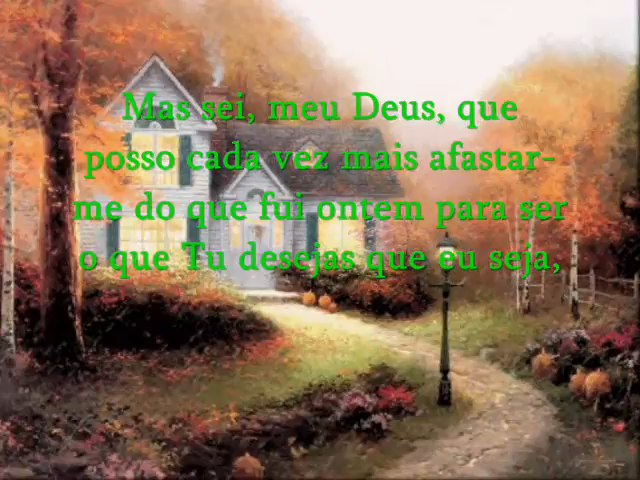 Mas sei, meu Deus, que
posso cada vez mais afastar-
me do que fui ontem para ser
o que Tu desejas que eu seja,